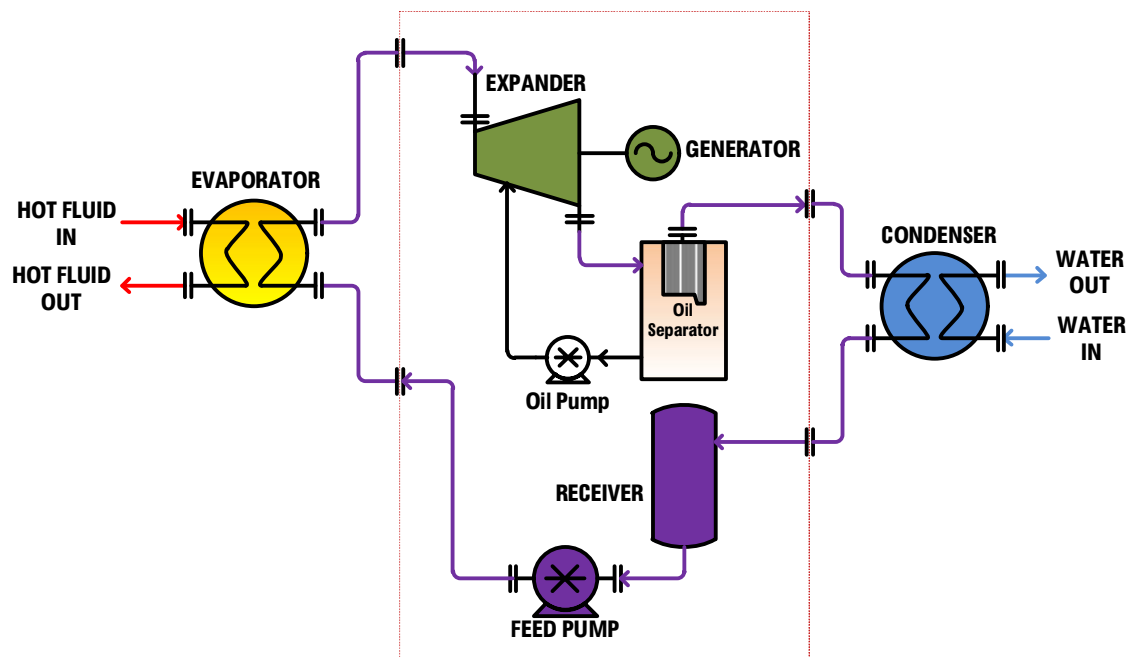 EXPANDER
GENERATOR
EVAPORATOR
HOT FLUID
IN
HOT FLUID
OUT
CONDENSER
WATER
OUT
WATER
IN
Oil
Separator
Oil Pump
RECEIVER
FEED PUMP